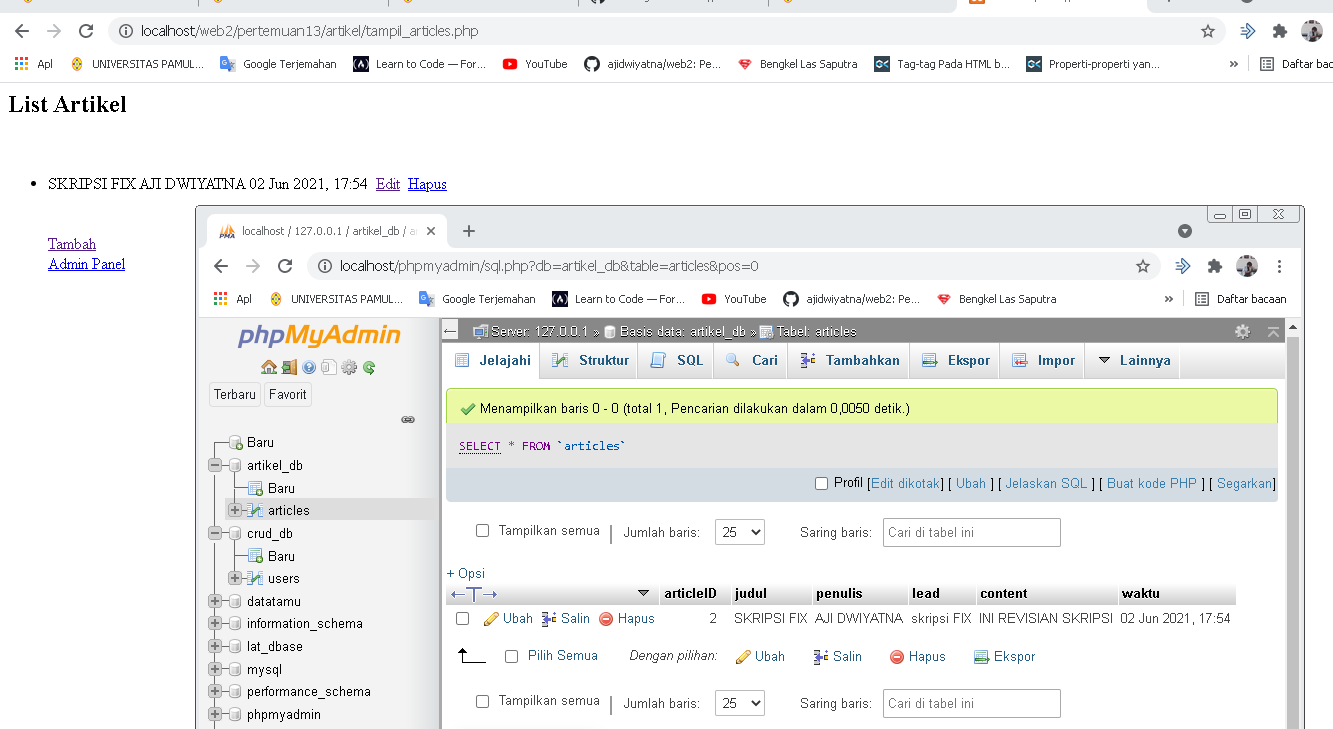 localhost/web2/pertemuan13/artikel/tampil_articles.php
Apl UNIVERSITAS PAMUL... Google Terjemahan Learn to Code — For... YouTube ajidwiyatna/web2: Pe... Bengkel Las Saputra Tag-tag Pada HTML b... Properti-properti yan... » Daftar bac
List Artikel
• SKRIPSI FIX AJI DWIYATNA 02 Jun 2021, 17:54 Edit Hapus
Tambah
Admin Panel
localhost / 127.0.0.1 / artikel_db / a
localhost/phpmyadmin/sql.php?db=artikel_db&table=articles&pos=0
Apl UNIVERSITAS PAMUL... Google Terjemahan Learn to Code — For... YouTube ajidwiyatna/web2: Pe... Bengkel Las Saputra » Daftar bacaan
phpMyAdmin
Terbaru Favorit
Baru
artikel_db
Baru
articles
crud_db
Baru
users
datatamu
information_schema
lat_dbase
mysql
performance_schema
phpmyadmin
Server: 127.0.0.1 » Basis data: artikel_db » Tabel: articles
Jelajahi Struktur SQL Cari Tambahkan Ekspor Impor Lainnya
Menampilkan baris 0 - 0 (total 1, Pencarian dilakukan dalam 0,0050 detik.)
SELECT * FROM `articles`
Profil [Edit dikotak] [ Ubah ] [ Jelaskan SQL ] [ Buat kode PHP ] [ Segarkan]
Tampilkan semua | Jumlah baris: 25 Saring baris: Cari di tabel ini
+ Opsi
←T→ articleID judul penulis lead content waktu
Ubah Salin Hapus 2 SKRIPSI FIX AJI DWIYATNA skripsi FIX INI REVISIAN SKRIPSI 02 Jun 2021, 17:54
Pilih Semua Dengan pilihan: Ubah Salin Hapus Ekspor
Tampilkan semua | Jumlah baris: 25 Saring baris: Cari di tabel ini